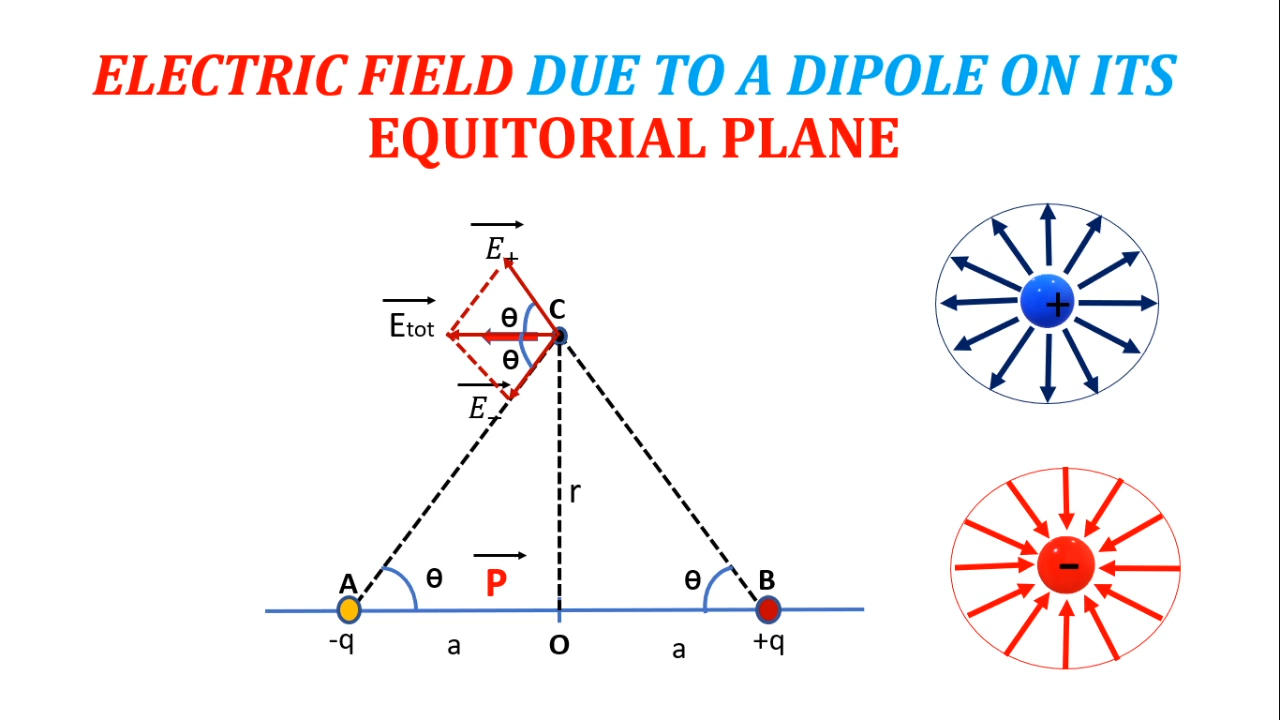 ELECTRIC FIELD DUE TO A DIPOLE ON ITS
EQUITORIAL PLANE
E+
C
θ
Etot
θ
E−
+
r
A
θ
P
θ
B
-
-q
a
O
a
+q